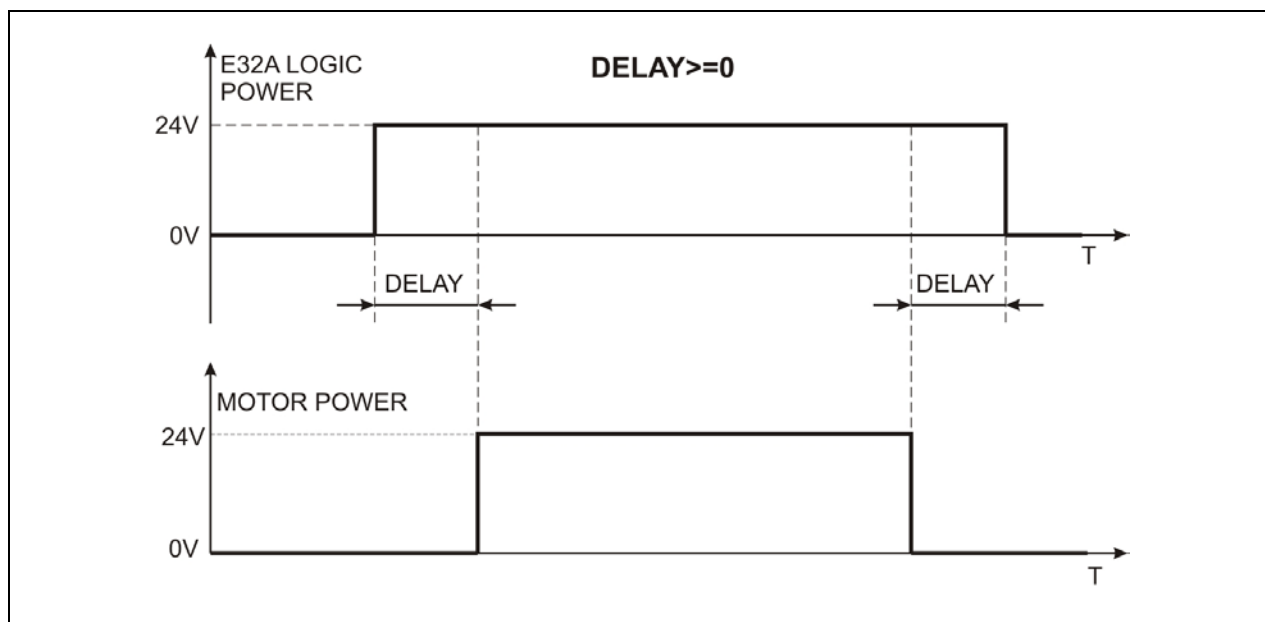 E32A LOGIC
POWER
DELAY>=0
24V
0V
T
DELAY
DELAY
MOTOR POWER
24V
0V
T